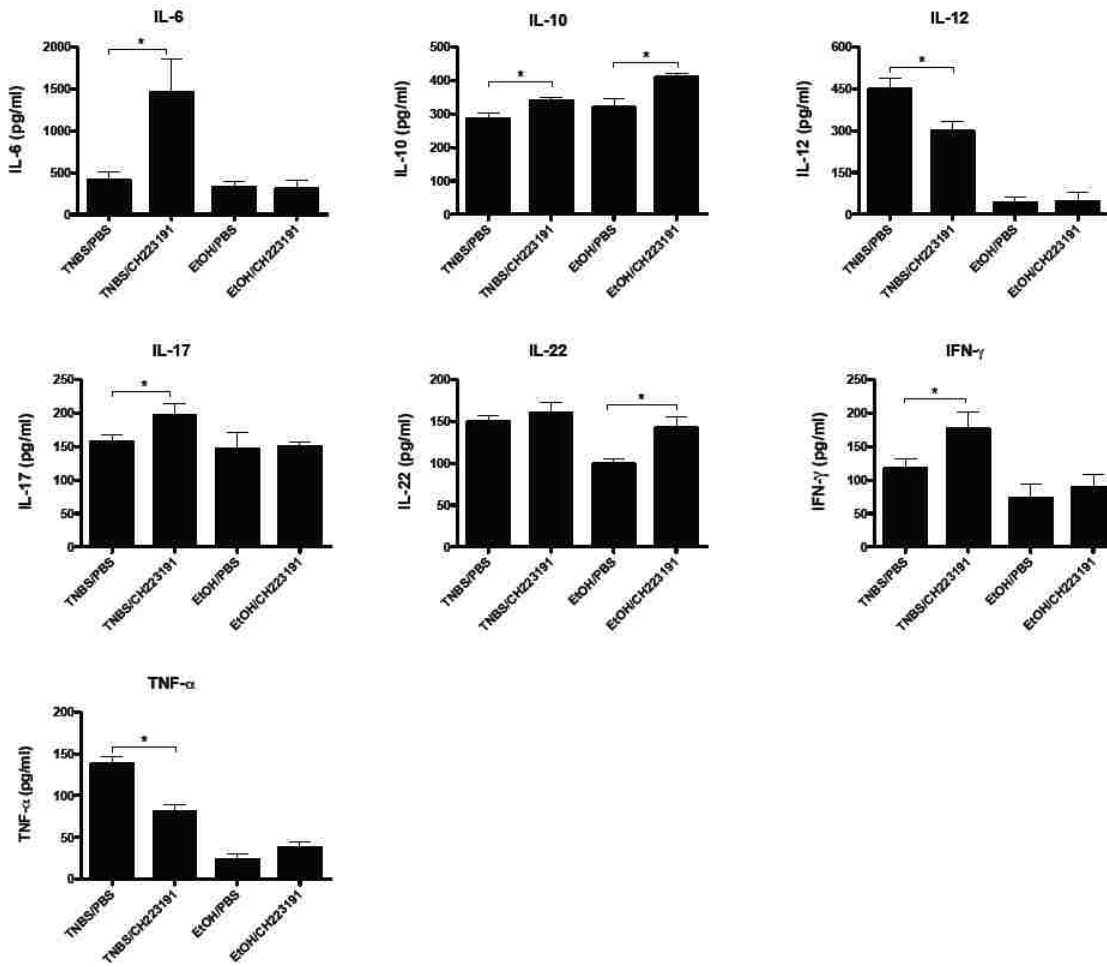 IL-6
IL-6 (pg/ml)
2000
1500
1000
500
0
*
TNBS/PBS
TNBS/CH223191
EtOH/PBS
EtOH/CH223191
IL-10
IL-10 (pg/ml)
500
400
300
200
100
0
*
*
TNBS/PBS
TNBS/CH223191
EtOH/PBS
EtOH/CH223191
IL-12
IL-12 (pg/ml)
600
450
300
150
0
*
TNBS/PBS
TNBS/CH223191
EtOH/PBS
EtOH/CH223191
IL-17
IL-17 (pg/ml)
250
200
150
100
50
0
*
TNBS/PBS
TNBS/CH223191
EtOH/PBS
EtOH/CH223191
IL-22
IL-22 (pg/ml)
200
150
100
50
0
*
TNBS/PBS
TNBS/CH223191
EtOH/PBS
EtOH/CH223191
IFN-γ
IFN-γ (pg/ml)
250
200
150
100
50
0
*
TNBS/PBS
TNBS/CH223191
EtOH/PBS
EtOH/CH223191
TNF-α
TNF-α (pg/ml)
200
150
100
50
0
*
TNBS/PBS
TNBS/CH223191
EtOH/PBS
EtOH/CH223191